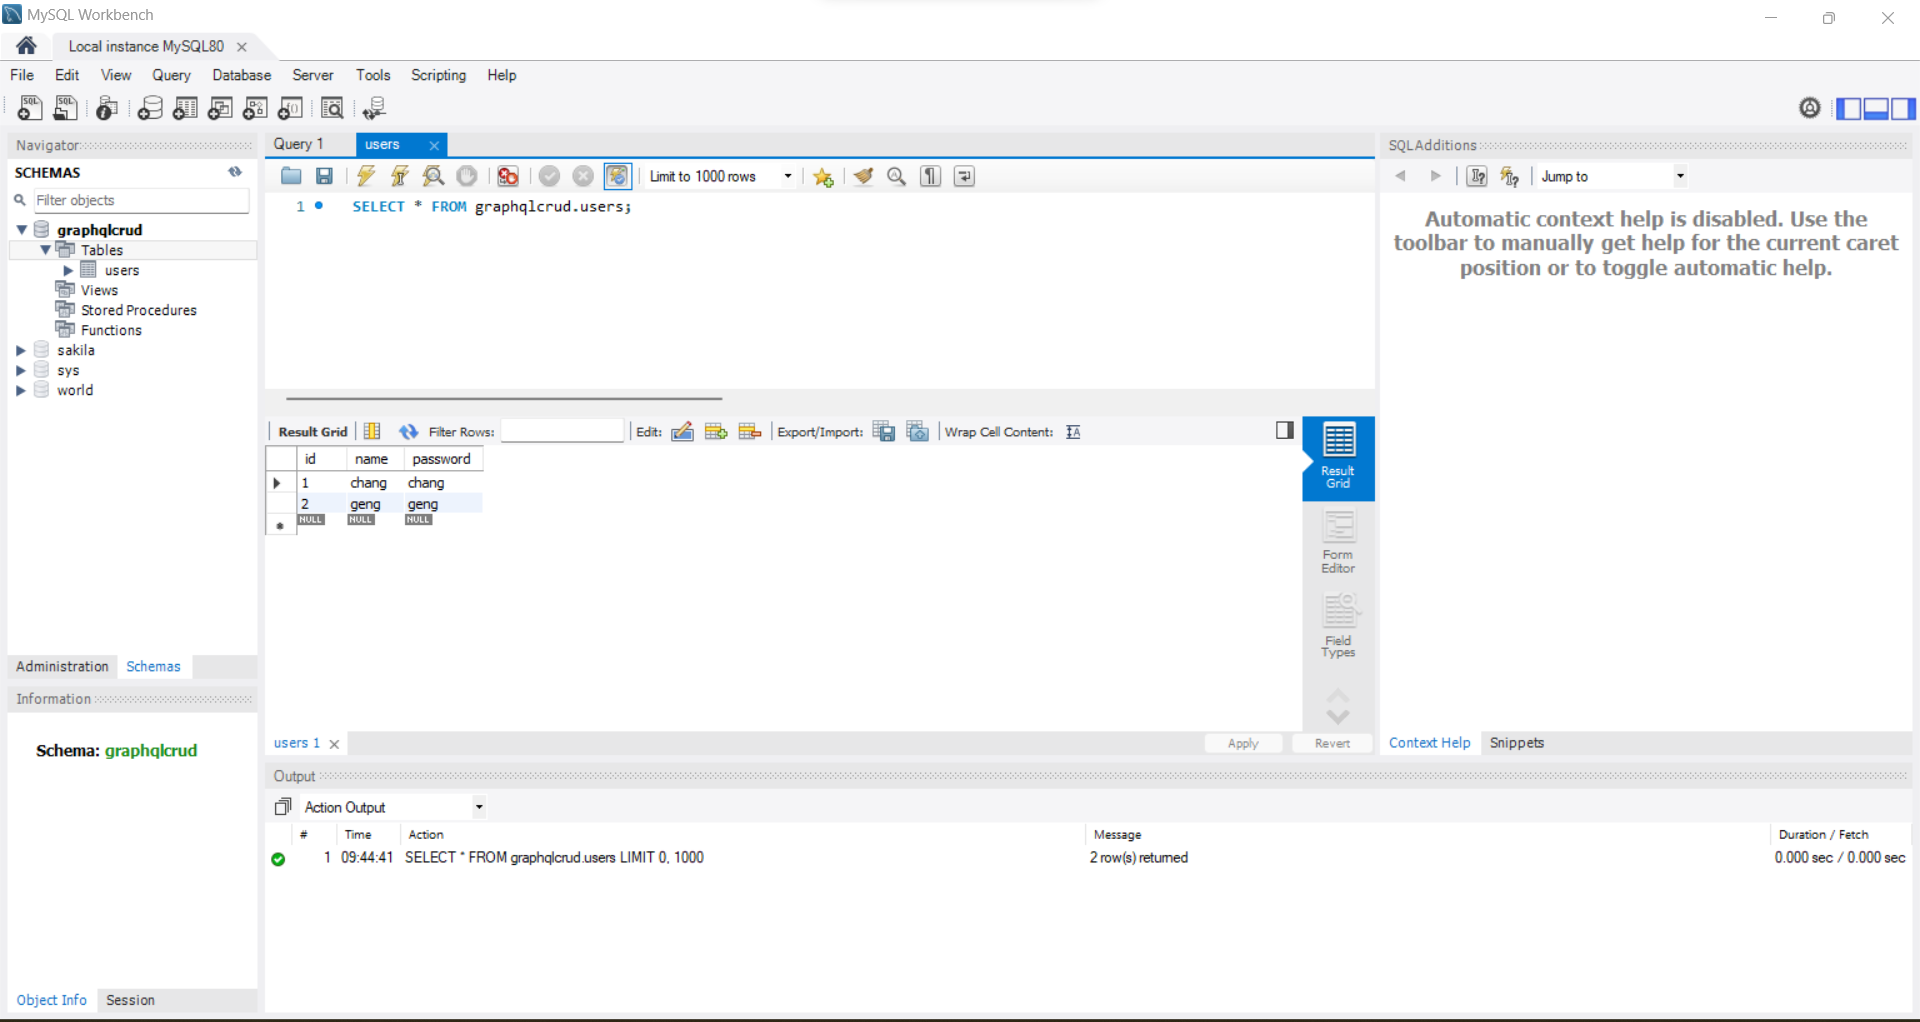 MySQL Workbench
Local instance MySQL80
File Edit View Query Database Server Tools Scripting Help
Navigator
SCHEMAS
Filter objects
graphqlcrud
Tables
users
Views
Stored Procedures
Functions
sakila
sys
world
Administration Schemas
Information
Schema: graphqlcrud
Object Info Session
Query 1 users
Limit to 1000 rows
1 SELECT * FROM graphqlcrud.users;
Result Grid Filter Rows: Edit: Export/Import: Wrap Cell Content:
id name password
1 chang chang
2 geng geng
NULL NULL NULL
Result
Grid
Form
Editor
Field
Types
users 1 Apply Revert
SQLAdditions
Jump to
Automatic context help is disabled. Use the
toolbar to manually get help for the current caret
position or to toggle automatic help.
Context Help Snippets
Output
Action Output
# Time Action Message Duration / Fetch
1 09:44:41 SELECT * FROM graphqlcrud.users LIMIT 0, 1000 2 row(s) returned 0.000 sec / 0.000 sec